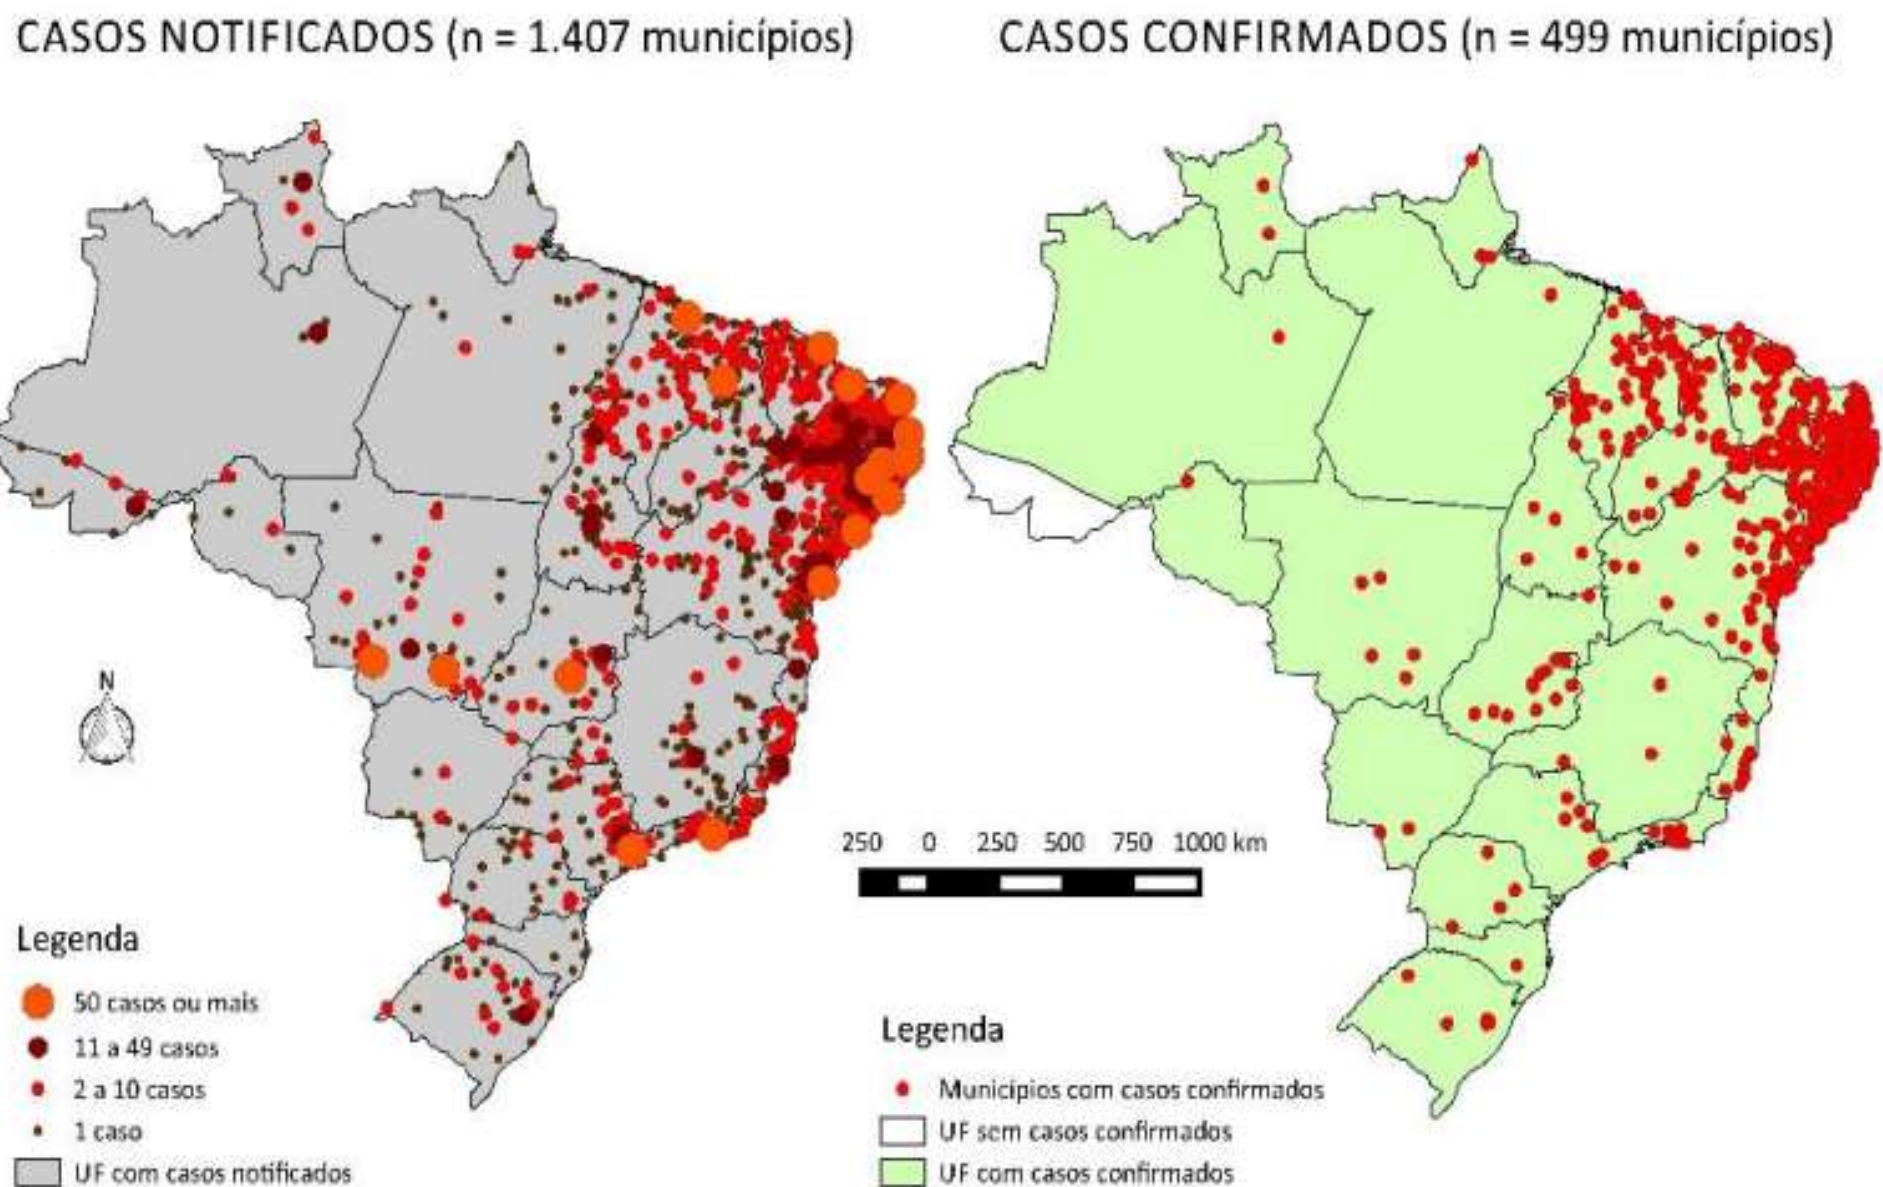 CASOS NOTIFICADOS (n = 1.407 municípios)
CASOS CONFIRMADOS (n = 499 municípios)
N
250 0 250 500 750 1000 km
Legenda
50 casos ou mais
11 a 49 casos
2 a 10 casos
1 caso
UF com casos notificados
Legenda
Municípios com casos confirmados
UF sem casos confirmados
UF com casos confirmados